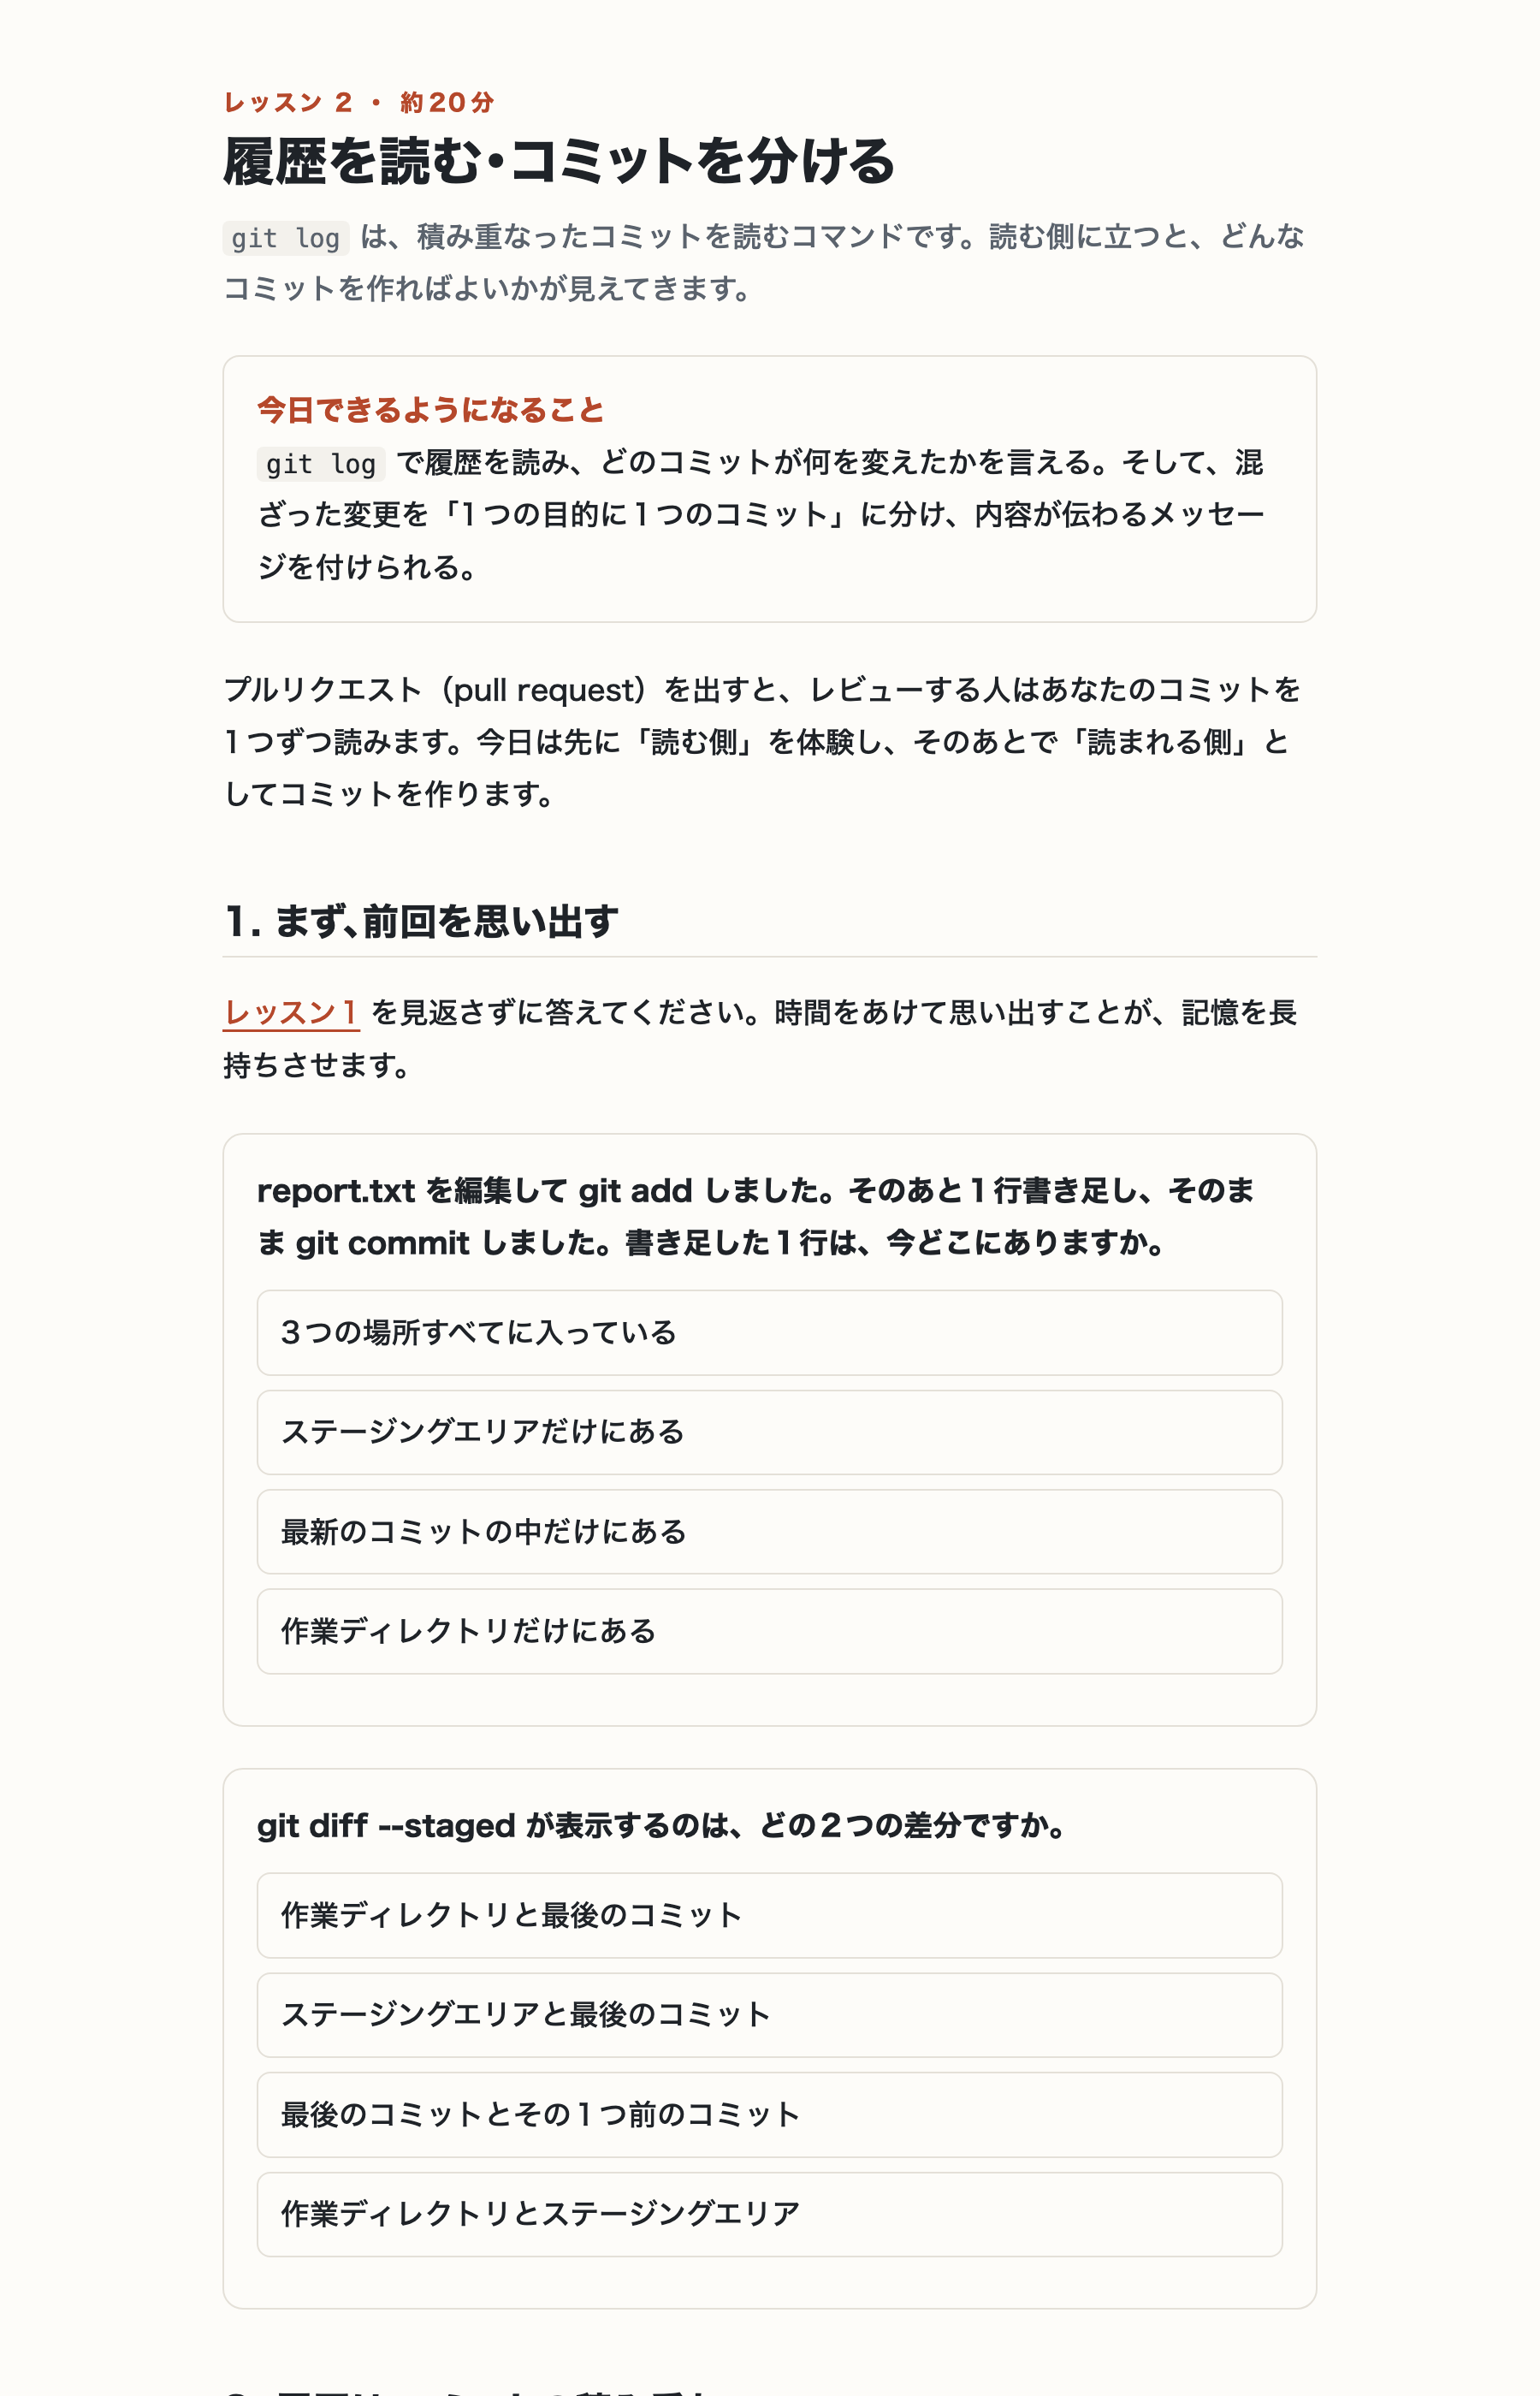 レッスン 2 ・ 約20分
履歴を読む・コミットを分ける
git log は、積み重なったコミットを読むコマンドです。読む側に立つと、どんな
コミットを作ればよいかが見えてきます。
今日できるようになること
git log で履歴を読み、どのコミットが何を変えたかを言える。そして、混
ざった変更を「1つの目的に1つのコミット」に分け、内容が伝わるメッセー
ジを付けられる。
プルリクエスト（pull request）を出すと、レビューする人はあなたのコミットを
1つずつ読みます。今日は先に「読む側」を体験し、そのあとで「読まれる側」と
してコミットを作ります。
1. まず、前回を思い出す
レッスン1 を見返さずに答えてください。時間をあけて思い出すことが、記憶を長
持ちさせます。
report.txt を編集して git add しました。そのあと1行書き足し、そのま
ま git commit しました。書き足した1行は、今どこにありますか。
3つの場所すべてに入っている
ステージングエリアだけにある
最新のコミットの中だけにある
作業ディレクトリだけにある
git diff --staged が表示するのは、どの2つの差分ですか。
作業ディレクトリと最後のコミット
ステージングエリアと最後のコミット
最後のコミットとその1つ前のコミット
作業ディレクトリとステージングエリア